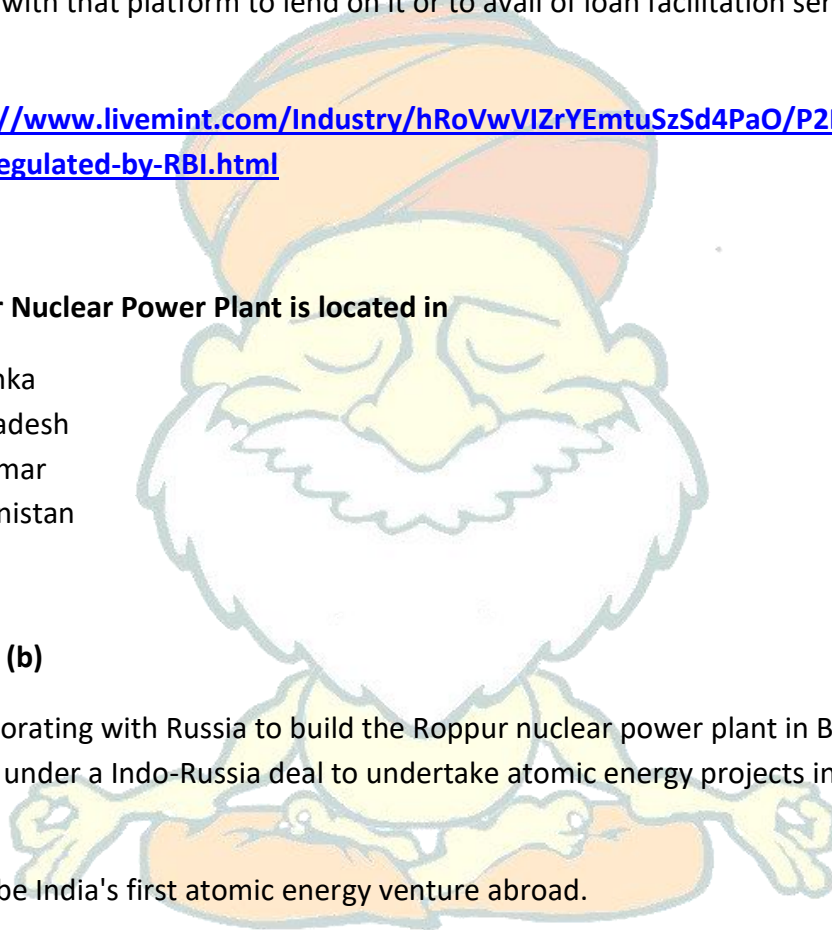 with that platform to lend on it or to avail of loan facilitation ser
//www.livemint.com/Industry/hRoVwVIZrYEmtuSzSd4PaO/P2
egulated-by-RBI.html
r Nuclear Power Plant is located in
nka
adesh
mar
nistan
(b)
orating with Russia to build the Roppur nuclear power plant in B
under a Indo-Russia deal to undertake atomic energy projects in
be India's first atomic energy venture abroad.